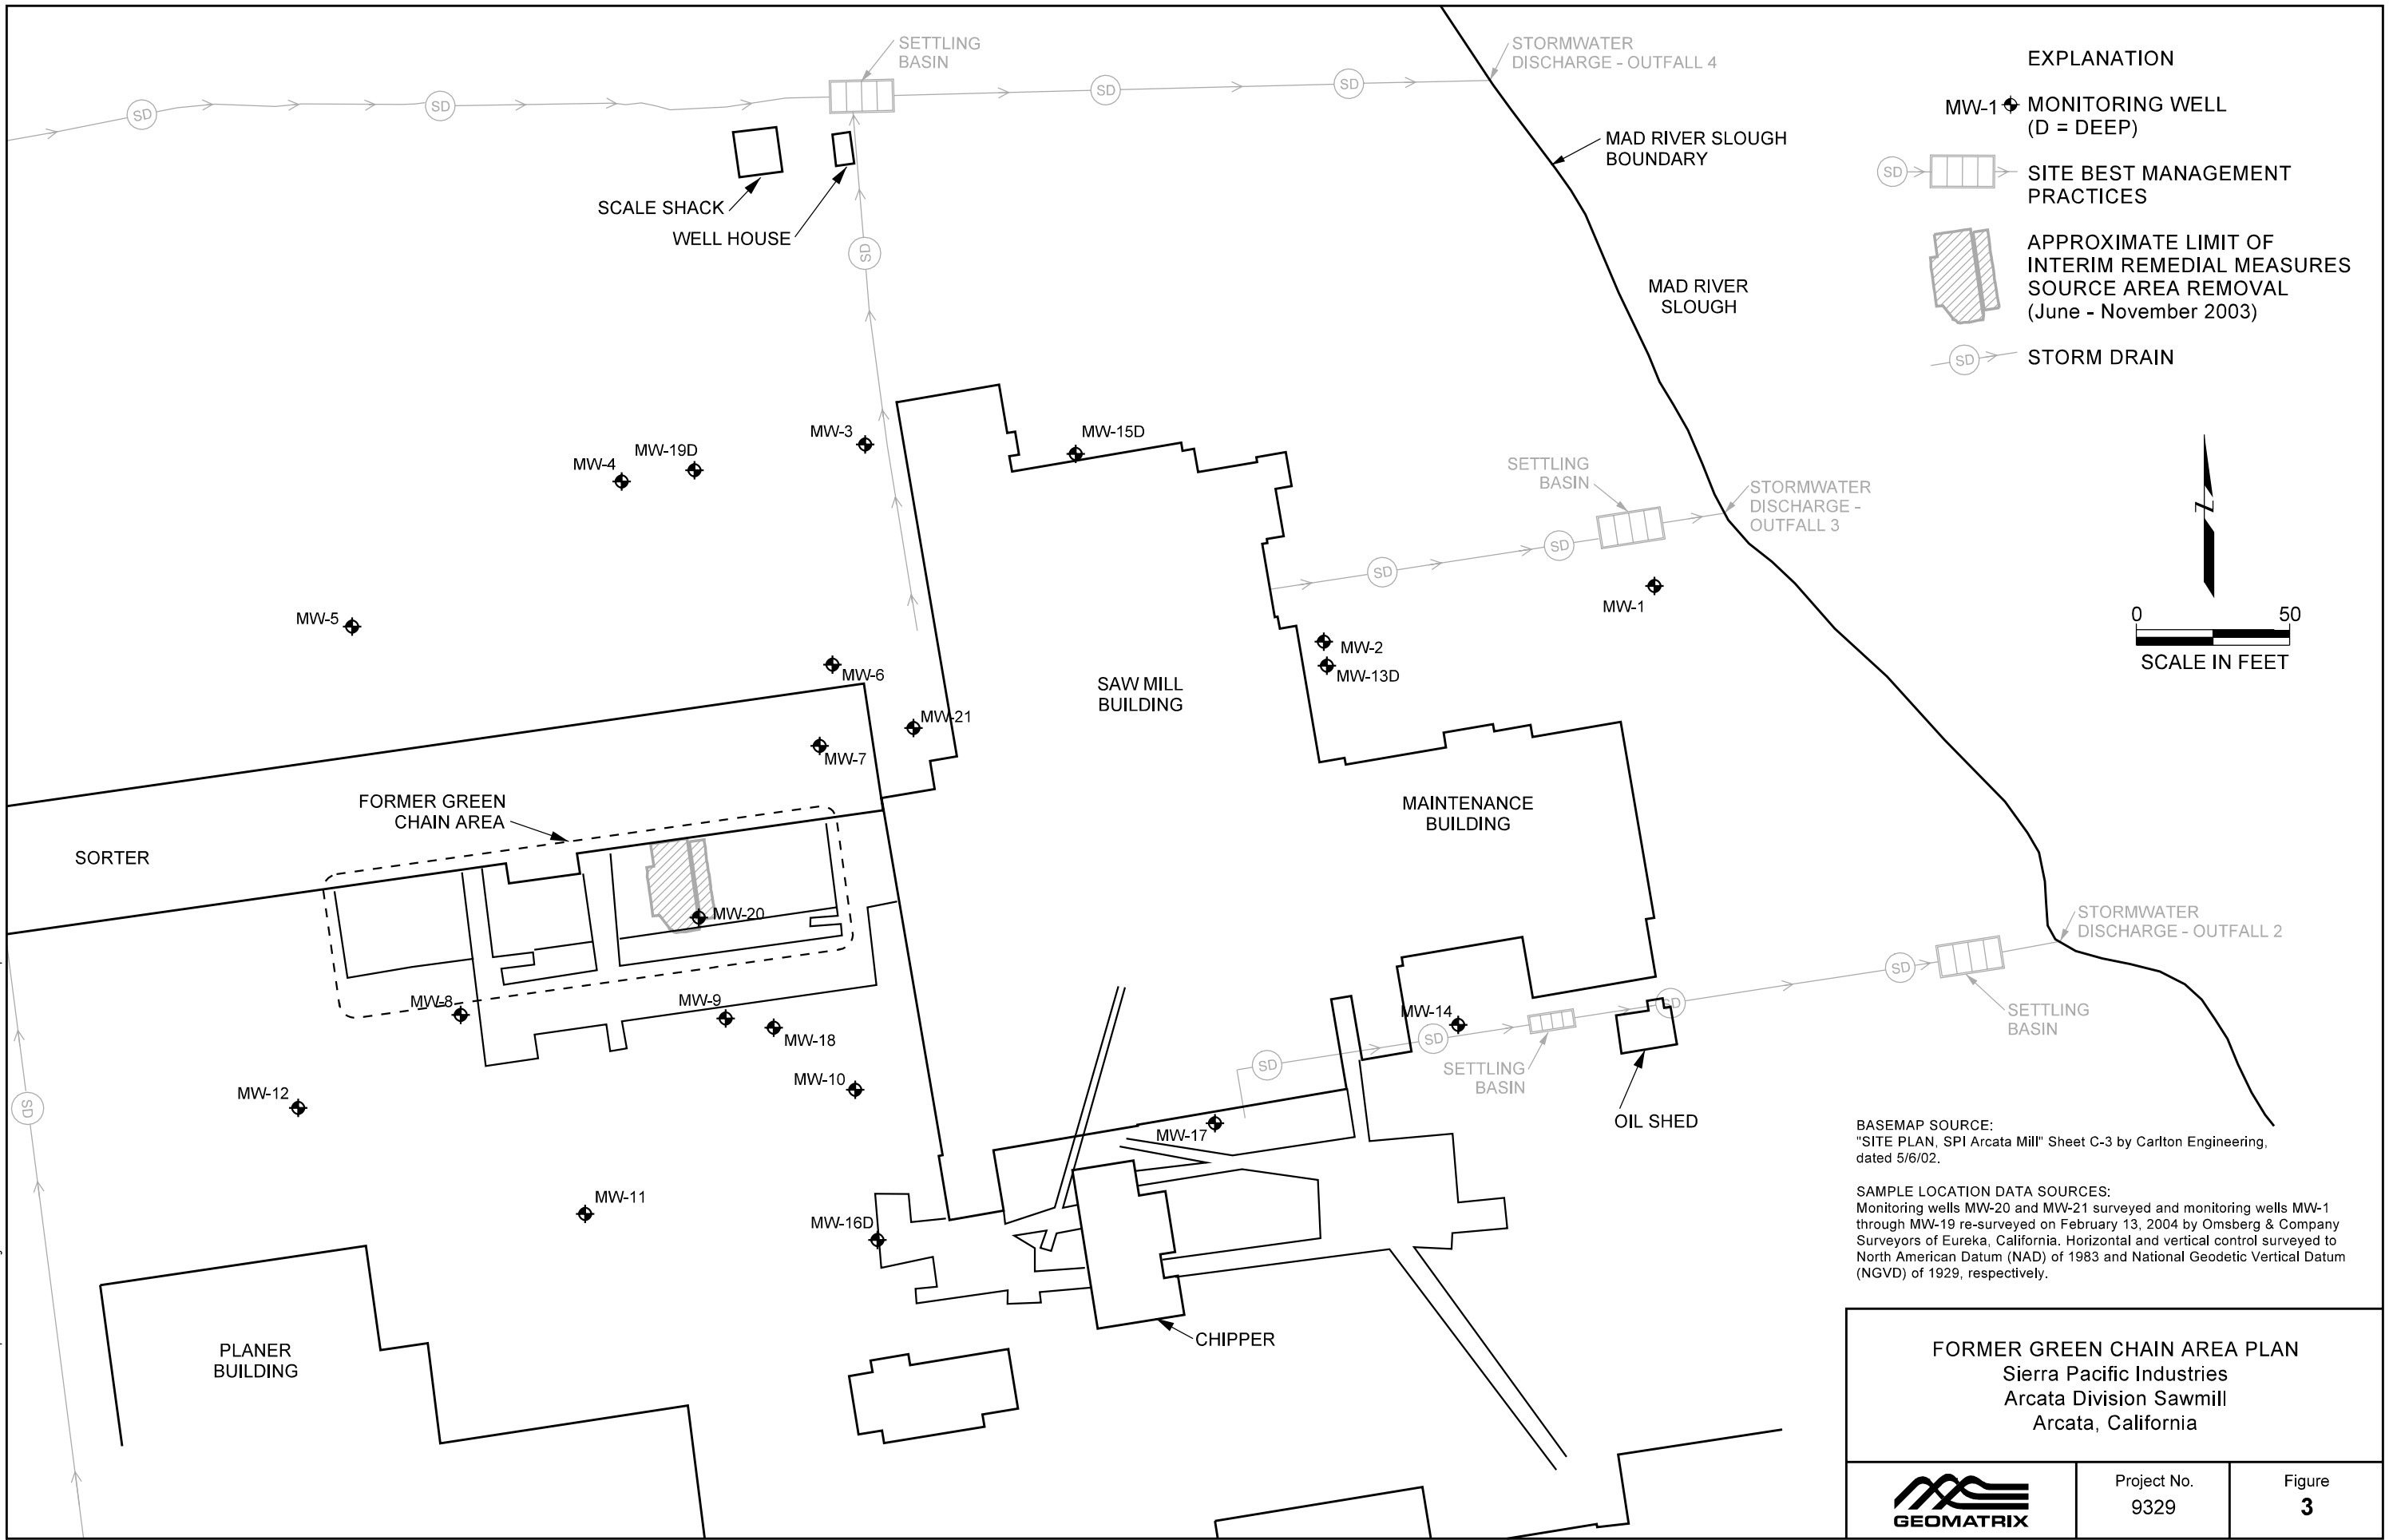 SETTLING
BASIN
STORMWATER
DISCHARGE - OUTFALL 4
EXPLANATION
MW-1
MONITORING WELL
(D = DEEP)
SD
SITE BEST MANAGEMENT
PRACTICES
APPROXIMATE LIMIT OF
INTERIM REMEDIAL MEASURES
SOURCE AREA REMOVAL
(June - November 2003)
SD
STORM DRAIN
SD
SD
SD
SD
SCALE SHACK
WELL HOUSE
SD
MAD RIVER SLOUGH
BOUNDARY
MAD RIVER
SLOUGH
N
0 50
SCALE IN FEET
MW-3
MW-15D
MW-4
MW-19D
SETTLING
BASIN
STORMWATER
DISCHARGE -
OUTFALL 3
SD
SD
MW-1
MW-5
MW-2
MW-13D
MW-6
SAW MILL
BUILDING
MW-21
MW-7
FORMER GREEN
CHAIN AREA
MAINTENANCE
BUILDING
SORTER
MW-20
STORMWATER
DISCHARGE - OUTFALL 2
SD
SETTLING
BASIN
MW-8
MW-9
MW-18
MW-14
SD
SD
SD
SETTLING
BASIN
OIL SHED
MW-10
MW-12
SD
MW-17
MW-11
MW-16D
CHIPPER
PLANER
BUILDING
BASEMAP SOURCE:
"SITE PLAN, SPI Arcata Mill" Sheet C-3 by Carlton Engineering,
dated 5/6/02.
SAMPLE LOCATION DATA SOURCES:
Monitoring wells MW-20 and MW-21 surveyed and monitoring wells MW-1
through MW-19 re-surveyed on February 13, 2004 by Omsberg & Company
Surveyors of Eureka, California. Horizontal and vertical control surveyed to
North American Datum (NAD) of 1983 and National Geodetic Vertical Datum
(NGVD) of 1929, respectively.
FORMER GREEN CHAIN AREA PLAN
Sierra Pacific Industries
Arcata Division Sawmill
Arcata, California
GEOMATRIX
Project No.
9329
Figure
3